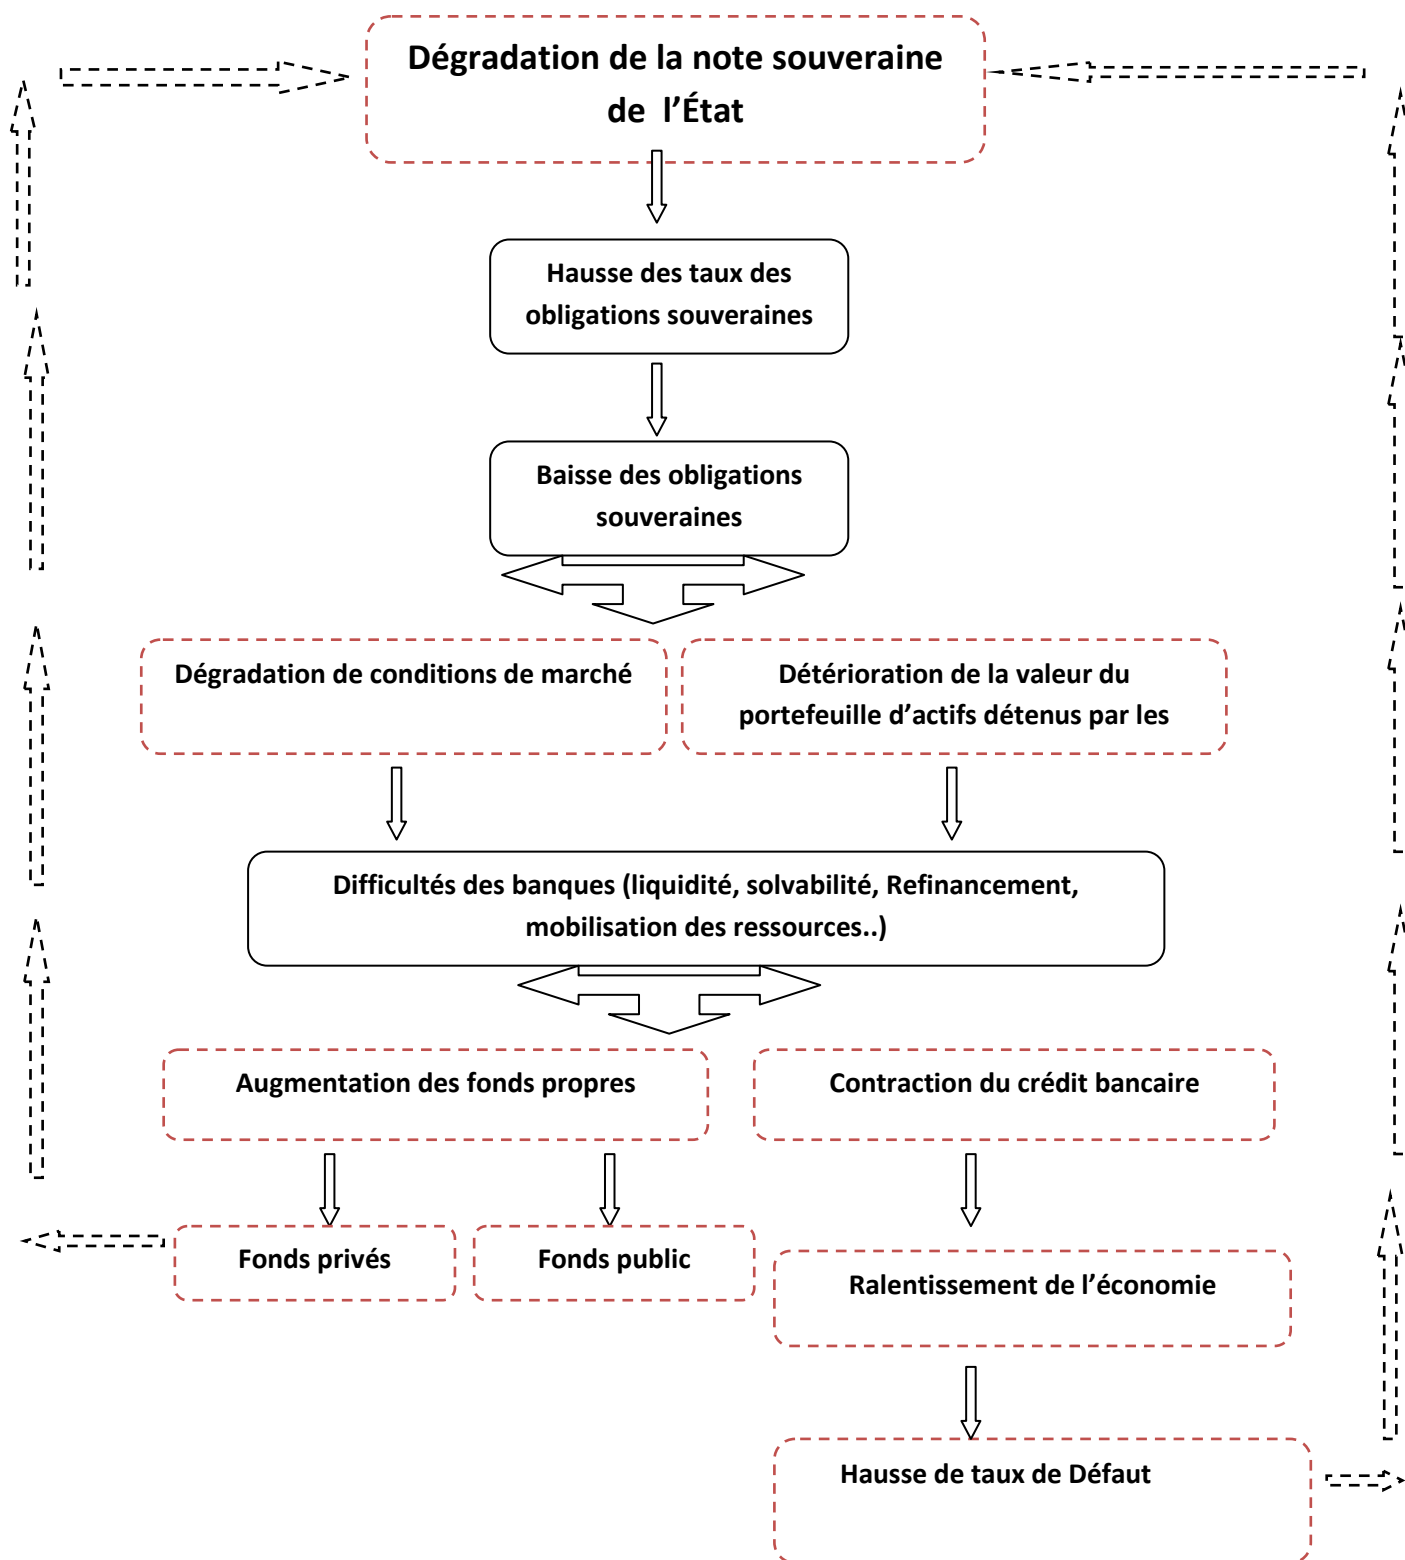 Dégradation de la note souveraine
de l’État
Hausse des taux des
obligations souveraines
Baisse des obligations
souveraines
Dégradation de conditions de marché
Détérioration de la valeur du
portefeuille d’actifs détenus par les
Difficultés des banques (liquidité, solvabilité, Refinancement,
mobilisation des ressources..)
Augmentation des fonds propres
Contraction du crédit bancaire
Fonds privés
Fonds public
Ralentissement de l’économie
Hausse de taux de Défaut